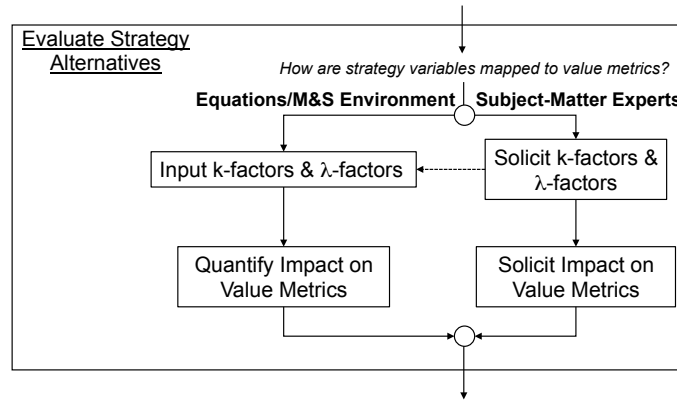 Evaluate Strategy
Alternatives
How are strategy variables mapped to value metrics?
Equations/M&S Environment
Subject-Matter Experts
Input k-factors & λ-factors
Solicit k-factors &
λ-factors
Quantify Impact on
Value Metrics
Solicit Impact on
Value Metrics